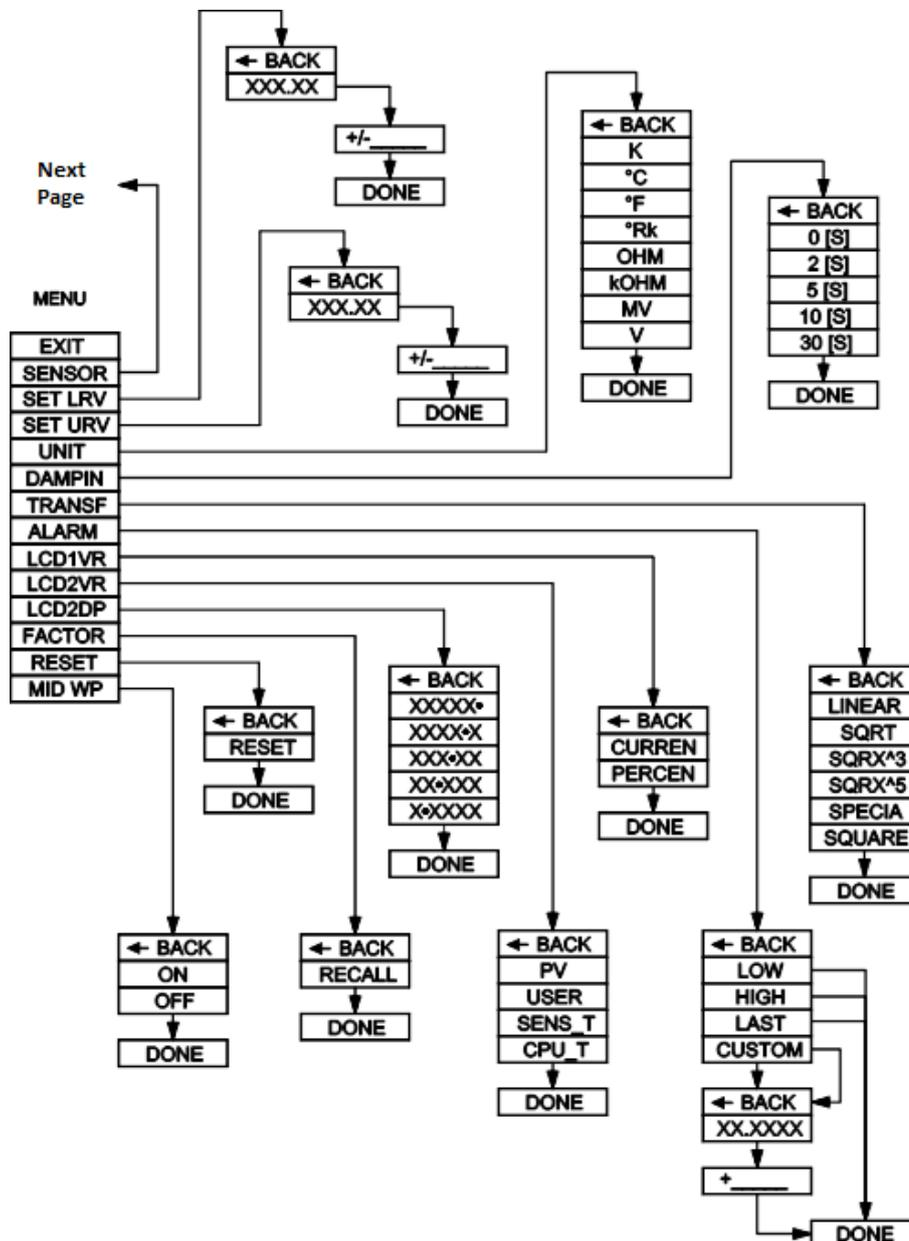 ← BACK
XXX.XX
+/-______
DONE
Next
Page
← BACK
K
°C
°F
°Rk
OHM
kOHM
MV
V
DONE
← BACK
0 [S]
2 [S]
5 [S]
10 [S]
30 [S]
DONE
← BACK
XXX.XX
+/-______
DONE
MENU
EXIT
SENSOR
SET LRV
SET URV
UNIT
DAMPIN
TRANSF
ALARM
LCD1VR
LCD2VR
LCD2DP
FACTOR
RESET
MID WP
← BACK
RESET
DONE
← BACK
XXXXX•
XXXX•X
XXX•XX
XX•XXX
X•XXXX
DONE
← BACK
CURREN
PERCEN
DONE
← BACK
LINEAR
SQRT
SQRX^3
SQRX^5
SPECIA
SQUARE
DONE
← BACK
ON
OFF
DONE
← BACK
RECALL
DONE
← BACK
PV
USER
SENS_T
CPU_T
DONE
← BACK
LOW
HIGH
LAST
CUSTOM
← BACK
XX.XXXX
+______
DONE